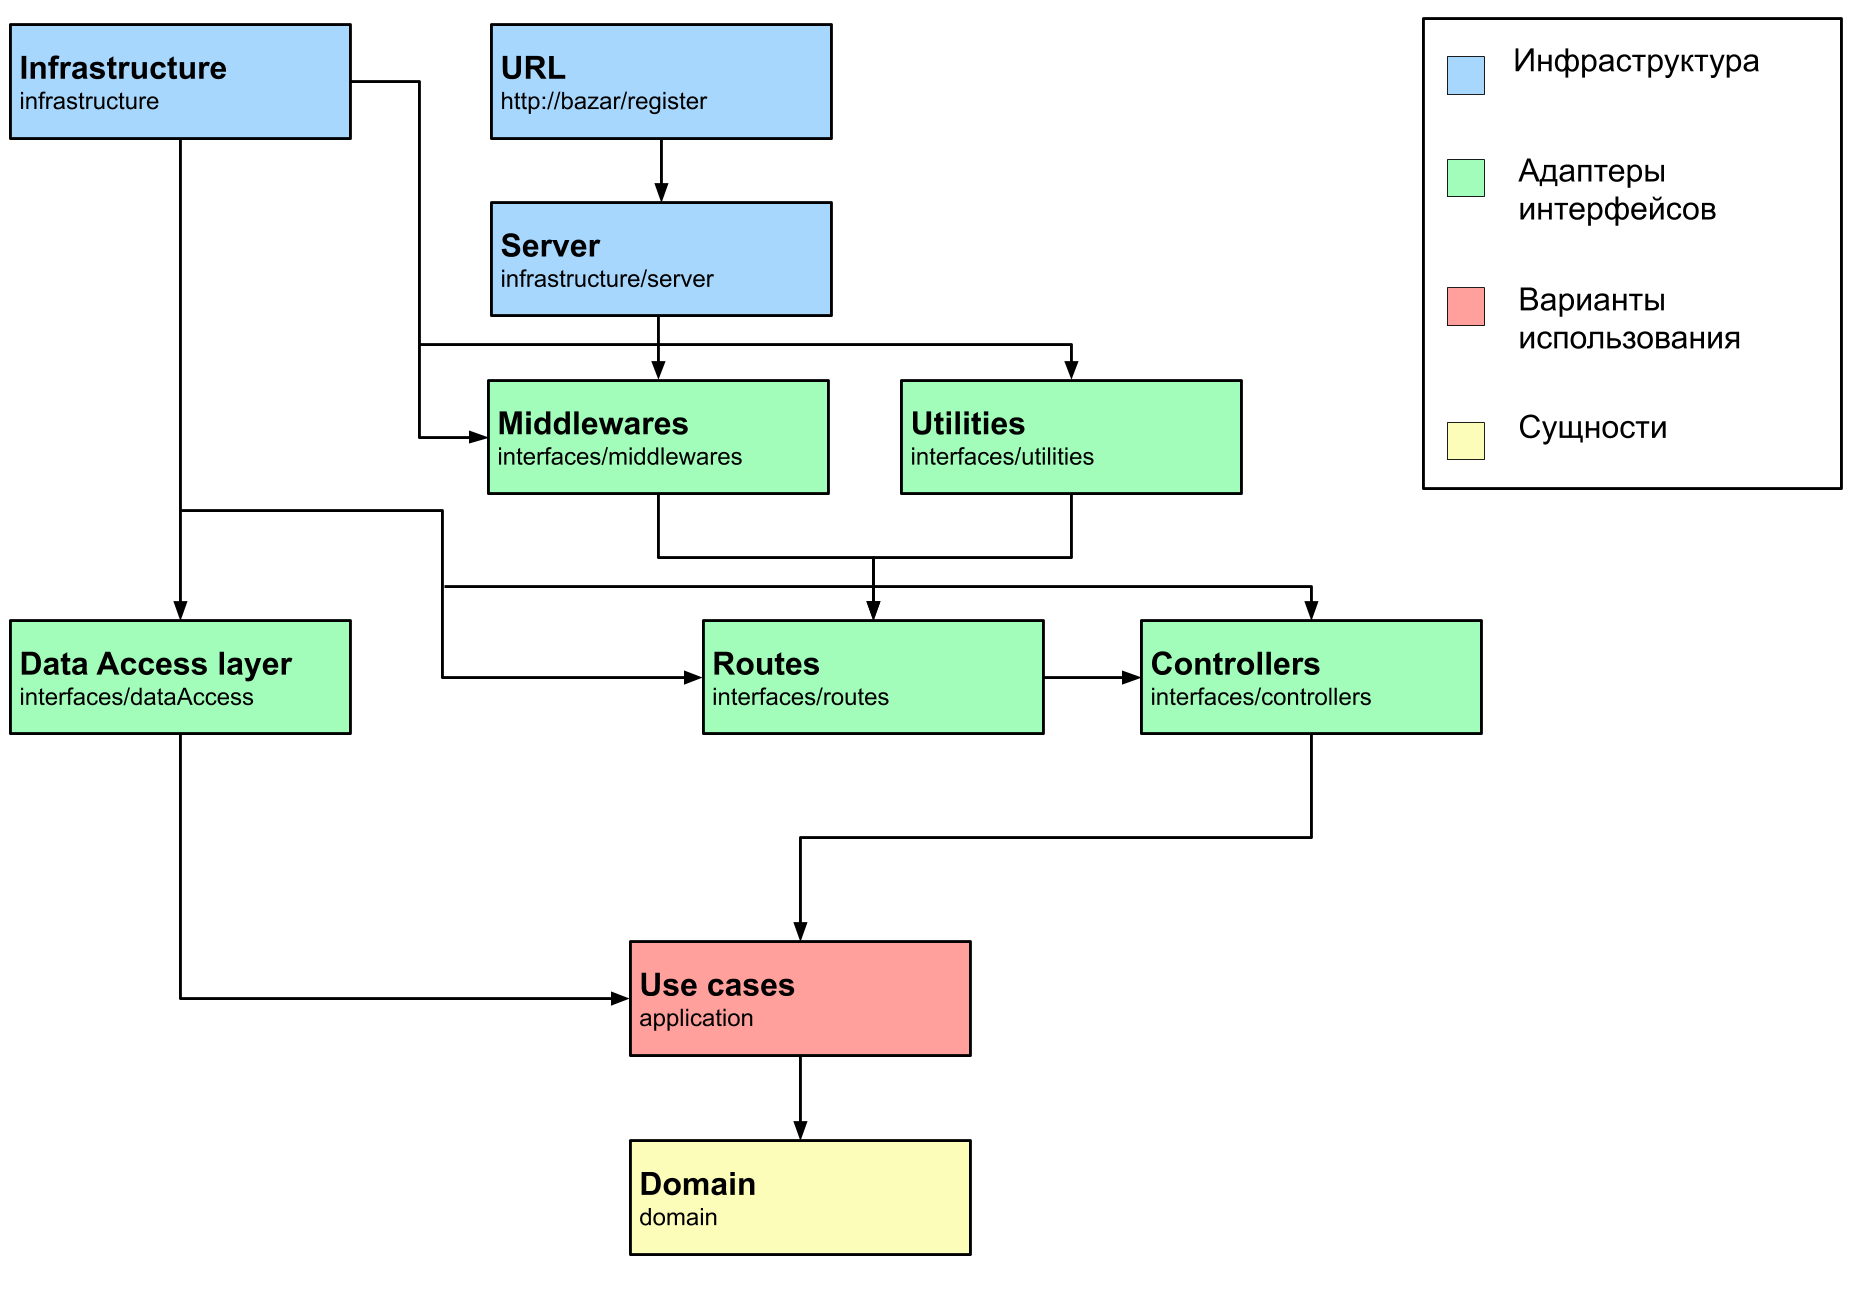 Infrastructure
infrastructure
URL
http://bazar/register
Server
infrastructure/server
Middlewares
interfaces/middlewares
Utilities
interfaces/utilities
Data Access layer
interfaces/dataAccess
Routes
interfaces/routes
Controllers
interfaces/controllers
Use cases
application
Domain
domain
Инфраструктура
Адаптеры
интерфейсов
Варианты
использования
Сущности